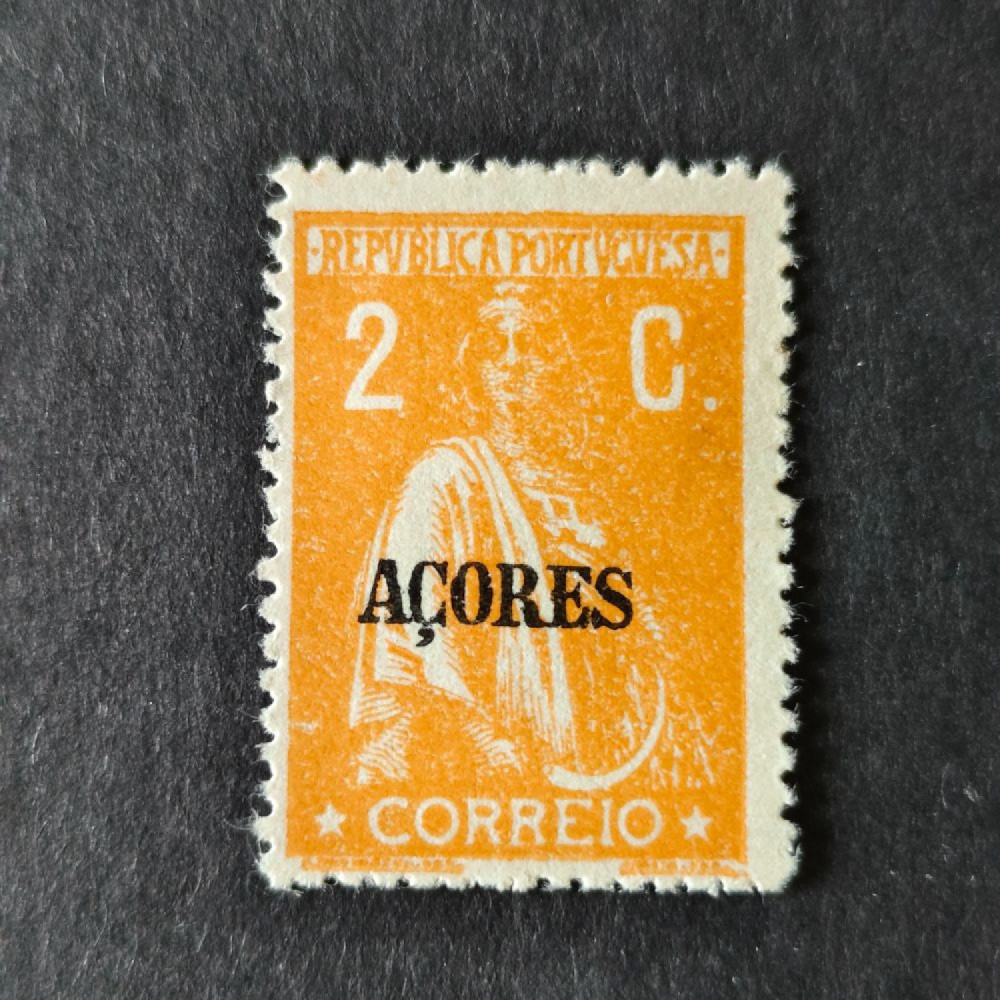 ·REPVBLICA PORTVGVESA·
2 C.
AÇORES
CORREIO